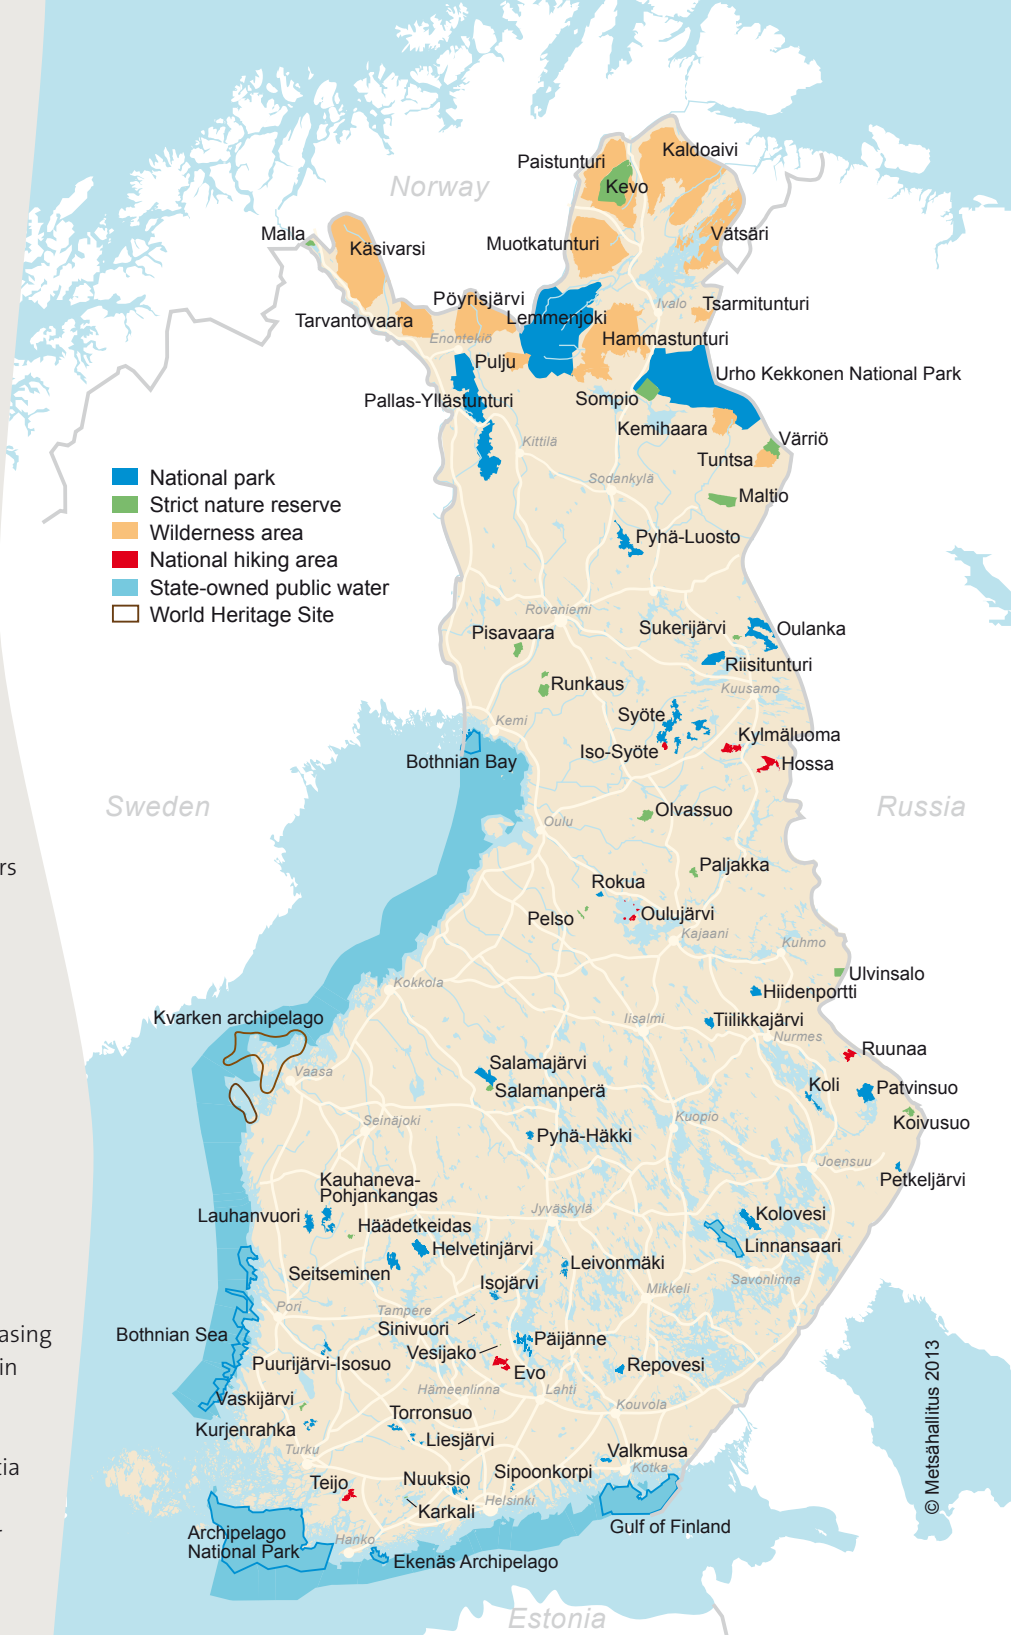 Norway
Paistunturi
Kaldoaivi
Kevo
Malla
Käsivarsi
Muotkatunturi
Vätsäri
Pöyrisjärvi
Ivalo
Tsarmitunturi
Tarvantovaara
Lemmenjoki
Enontekiö
Hammastunturi
Pulju
Urho Kekkonen National Park
Pallas-Yllästunturi
Sompio
Kemihaara
Kittilä
Värriö
Tuntsa
Sodankylä
Maltio
National park
Strict nature reserve
Wilderness area
National hiking area
State-owned public water
World Heritage Site
Pyhä-Luosto
Rovaniemi
Pisavaara
Sukerijärvi
Oulanka
Riisitunturi
Runkaus
Kuusamo
Syöte
Kemi
Kylmäluoma
Iso-Syöte
Bothnian Bay
Hossa
Sweden
Russia
Olvassuo
Oulu
rs
Paljakka
Rokua
Pelso
Oulujärvi
Kajaani
Kuhmo
Ulvinsalo
Kokkola
Hiidenportti
Kvarken archipelago
Iisalmi
Tiilikkajärvi
Nurmes
Ruunaa
Vaasa
Salamajärvi
Salamanperä
Koli
Patvinsuo
Seinäjoki
Kuopio
Koivusuo
Pyhä-Häkki
Joensuu
Petkeljärvi
Kauhaneva-
Pohjankangas
Lauhanvuori
Jyväskylä
Kolovesi
Häädetkeidas
Helvetinjärvi
Linnansaari
Seitseminen
Leivonmäki
Isojärvi
Savonlinna
Mikkeli
Pori
Tampere
Sinivuori
asing
Bothnian Sea
Päijänne
Vesijako
in
Puurijärvi-Isosuo
Evo
Repovesi
Hämeenlinna
Lahti
Vaskijärvi
Kouvola
Torronsuo
Kurjenrahka
Liesjärvi
Turku
Valkmusa
tia
Kotka
Teijo
Nuuksio
Sipoonkorpi
Helsinki
Karkali
Archipelago
National Park
Gulf of Finland
Hanko
Ekenäs Archipelago
Estonia
© Metsähallitus 2013